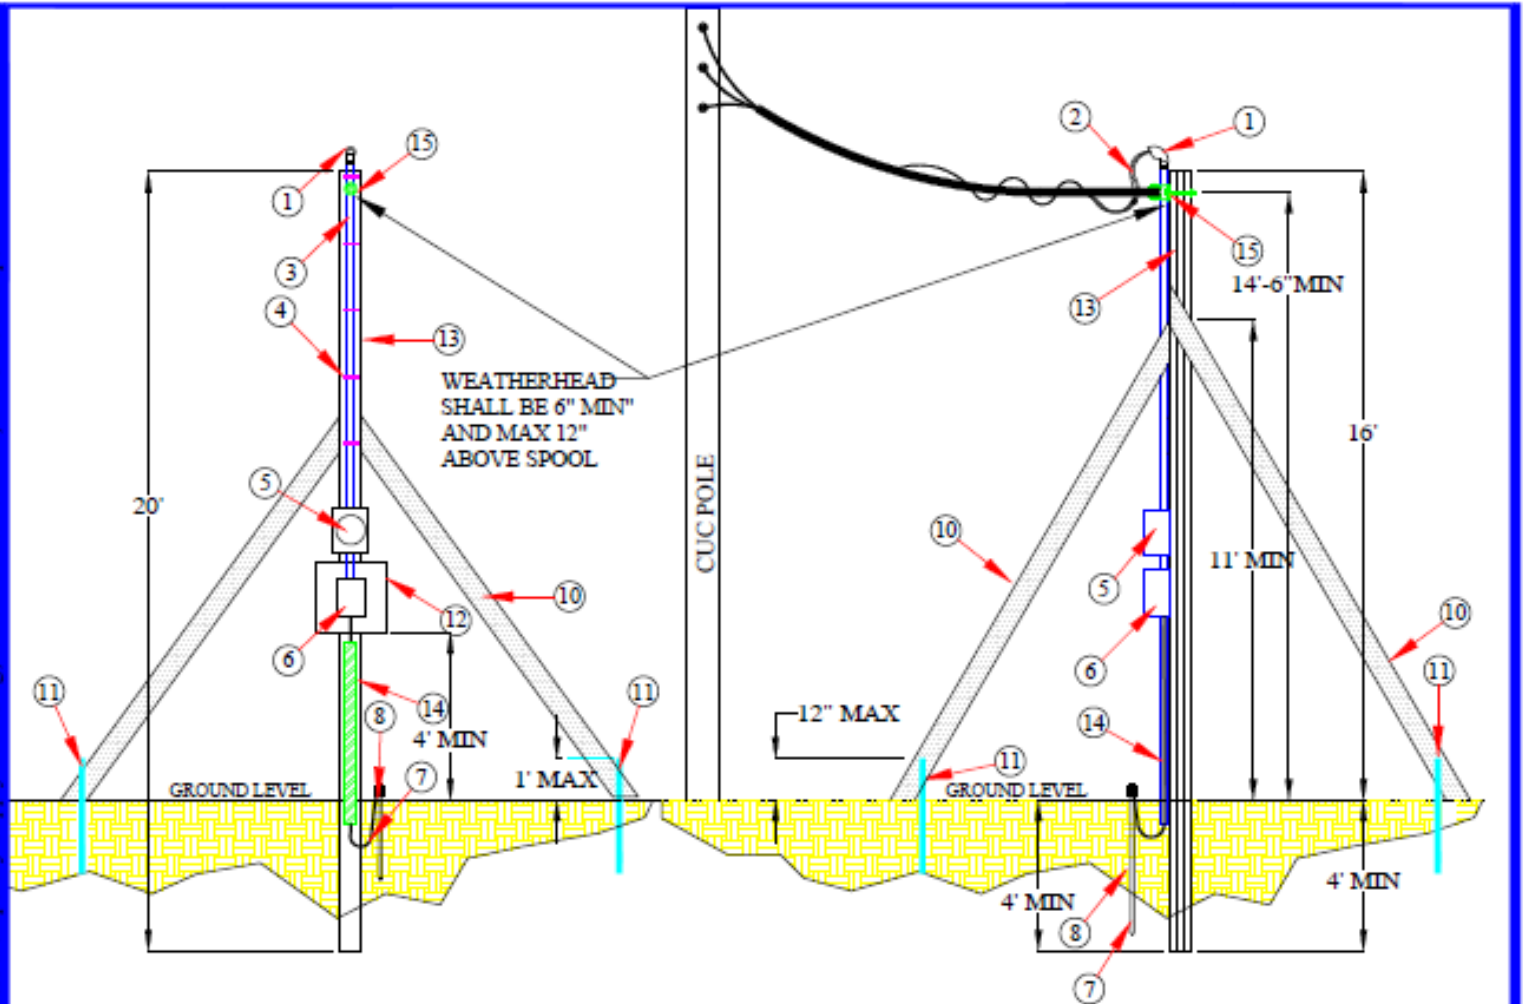 15
1
3
4
13
WEATHERHEAD
SHALL BE 6" MIN"
AND MAX 12"
ABOVE SPOOL
20'
5
10
12
6
11
14
8
11
4' MIN
1' MAX
7
GROUND LEVEL
CUC POLE
2
1
15
14'-6"MIN
13
16'
10
11' MIN
5
10
6
11
12" MAX
14
11
GROUND LEVEL
4' MIN
4' MIN
8
7